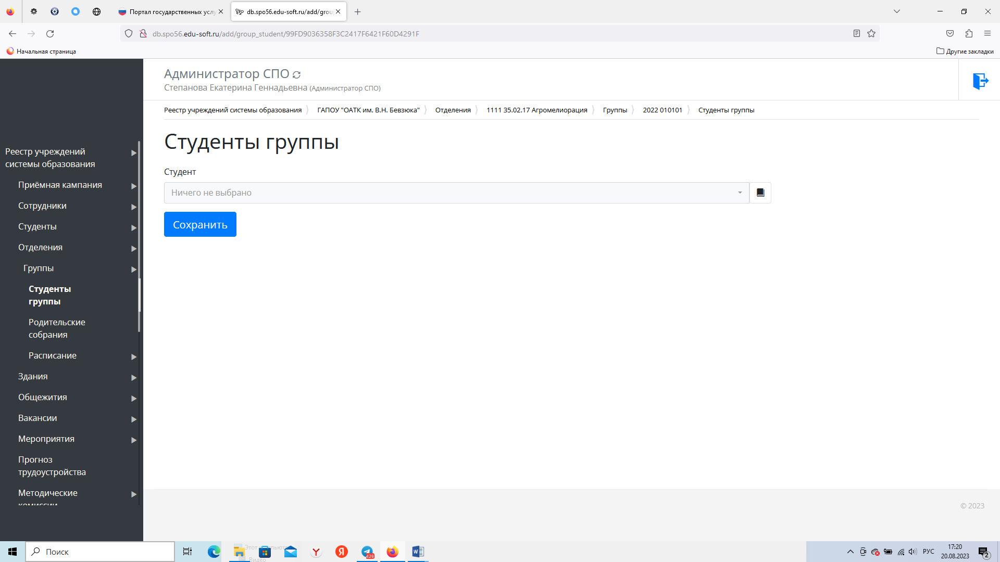 Портал государственных услу
db.spo56.edu-soft.ru/add/grou
db.spo56.edu-soft.ru/add/group_student/99FD9036358F3C2417F6421F60D4291F
Начальная страница
Другие закладки
Администратор СПО
Степанова Екатерина Геннадьевна (Администратор СПО)
Реестр учреждений системы образования
ГАПОУ "ОАТК им. В.Н. Бевзюка"
Отделения
1111 35.02.17 Агромелиорация
Группы
2022 010101
Студенты группы
Студенты группы
Студент
Ничего не выбрано
Сохранить
Реестр учреждений
системы образования
Приёмная кампания
Сотрудники
Студенты
Отделения
Группы
Студенты
группы
Родительские
собрания
Расписание
Здания
Общежития
Вакансии
Мероприятия
Прогноз
трудоустройства
Методические
комиссии
© 2023
Поиск
Видео
429
РУС
17:20
20.08.2023
2